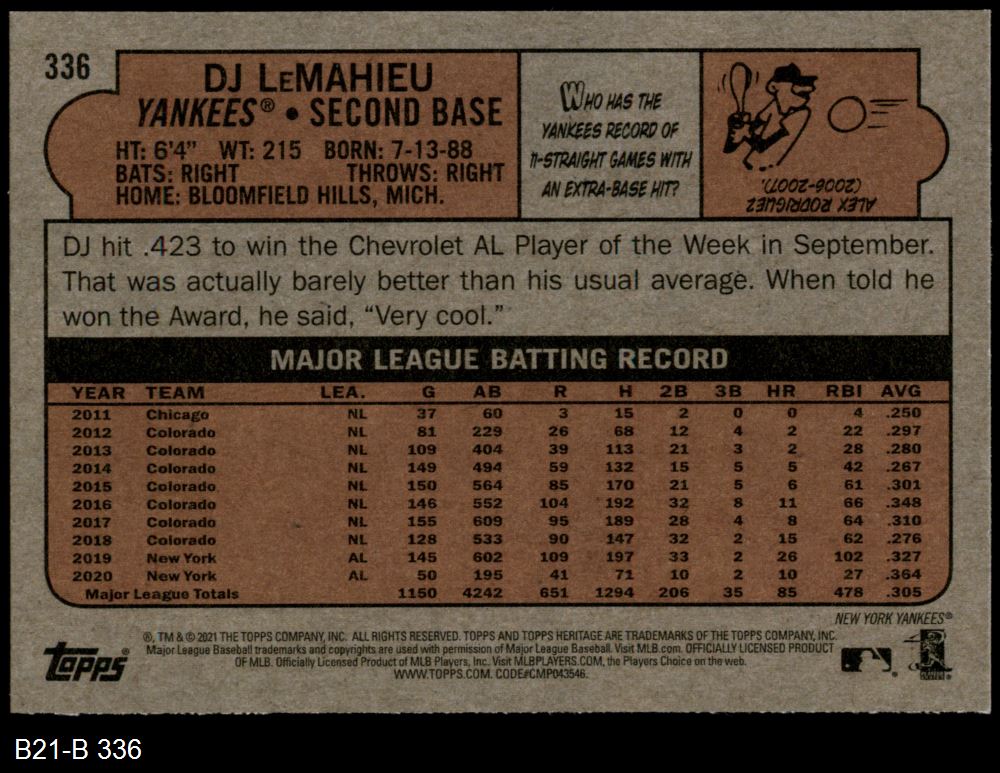 336
DJ LEMAHIEU
YANKEES® • SECOND BASE
HT: 6'4" WT: 215 BORN: 7-13-88
BATS: RIGHT THROWS: RIGHT
HOME: BLOOMFIELD HILLS, MICH.
WHO HAS THE
YANKEES RECORD OF
11-STRAIGHT GAMES WITH
AN EXTRA-BASE HIT?
ALEX RODRIGUEZ
(2006-2007).
DJ hit .423 to win the Chevrolet AL Player of the Week in September.
That was actually barely better than his usual average. When told he
won the Award, he said, “Very cool.”
MAJOR LEAGUE BATTING RECORD
YEAR TEAM LEA. G AB R H 2B 3B HR RBI AVG
2011 Chicago NL 37 60 3 15 2 0 0 4 .250
2012 Colorado NL 81 229 26 68 12 4 2 22 .297
2013 Colorado NL 109 404 39 113 21 3 2 28 .280
2014 Colorado NL 149 494 59 132 15 5 5 42 .267
2015 Colorado NL 150 564 85 170 21 5 6 61 .301
2016 Colorado NL 146 552 104 192 32 8 11 66 .348
2017 Colorado NL 155 609 95 189 28 4 8 64 .310
2018 Colorado NL 128 533 90 147 32 2 15 62 .276
2019 New York AL 145 602 109 197 33 2 26 102 .327
2020 New York AL 50 195 41 71 10 2 10 27 .364
Major League Totals 1150 4242 651 1294 206 35 85 478 .305
NEW YORK YANKEES®
®, TM & © 2021 THE TOPPS COMPANY, INC. ALL RIGHTS RESERVED. TOPPS AND TOPPS HERITAGE ARE TRADEMARKS OF THE TOPPS COMPANY, INC.
Major League Baseball trademarks and copyrights are used with permission of Major League Baseball. Visit MLB.com. OFFICIALLY LICENSED PRODUCT
OF MLB. Officially Licensed Product of MLB Players, Inc. Visit MLBPLAYERS.COM, the Players Choice on the web.
WWW.TOPPS.COM. CODE#CMP043546.
topps®
B21-B 336